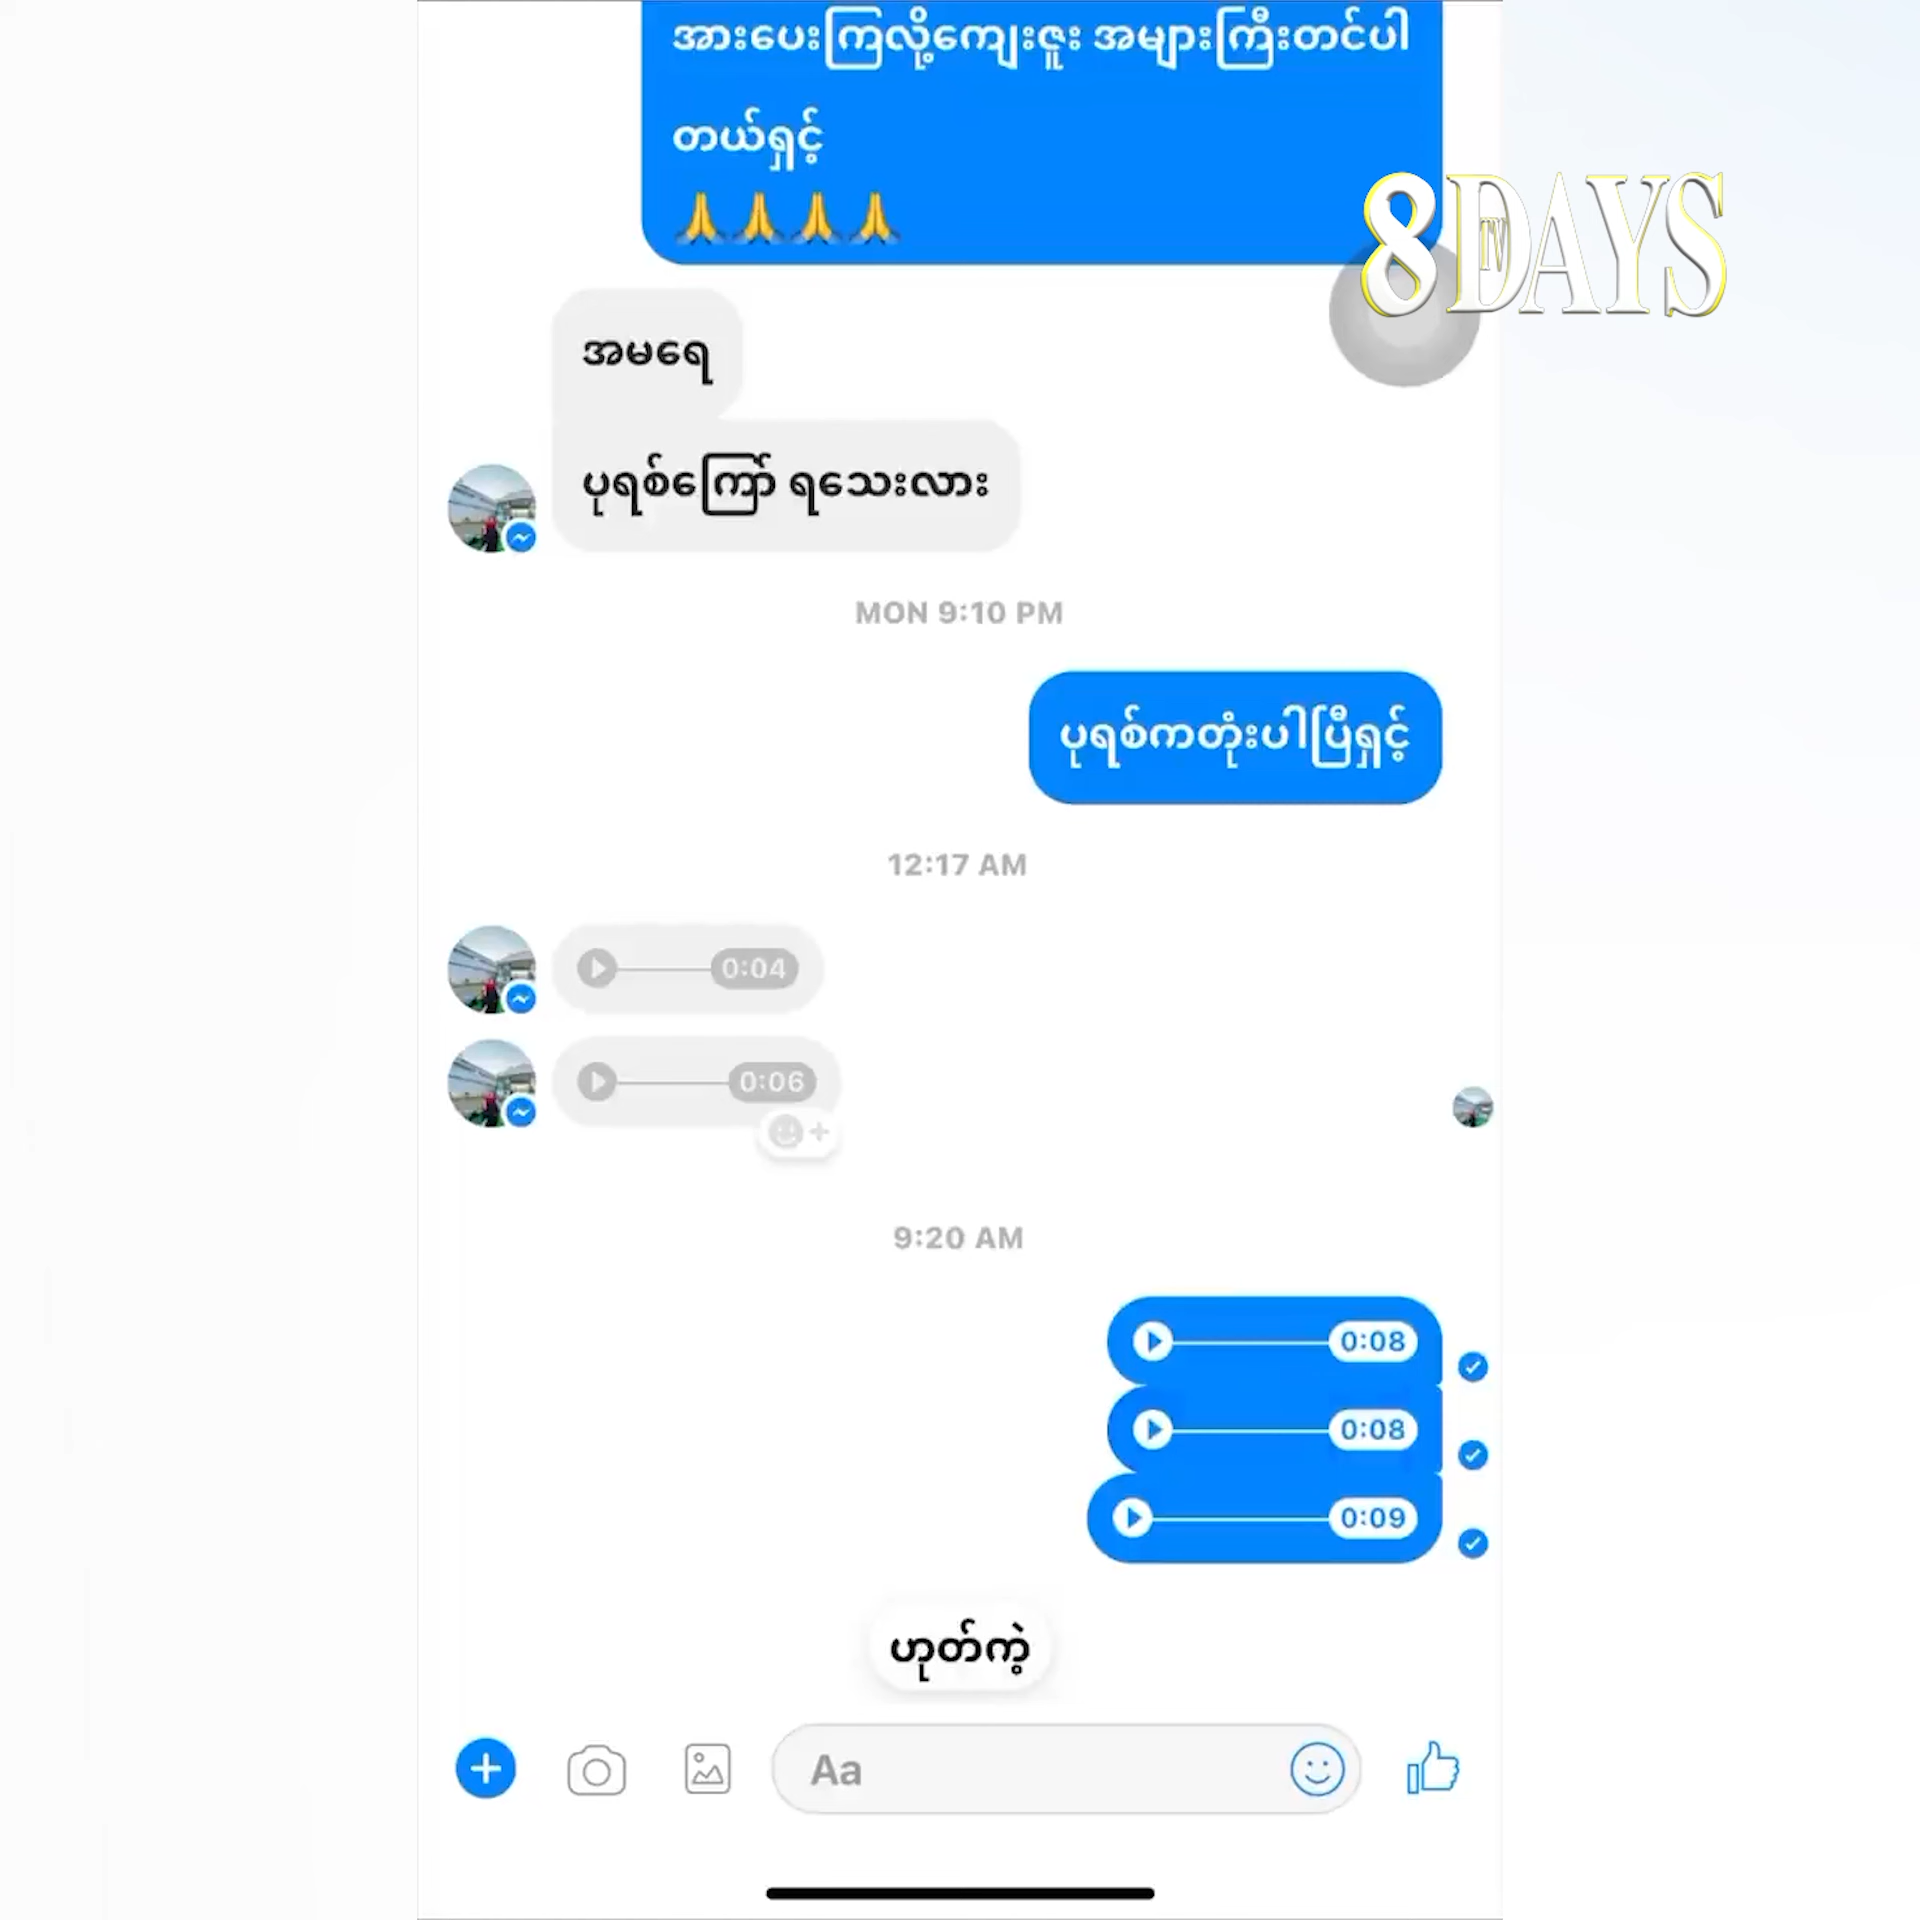 အားပေးကြလို့ကျေးဇူး အများကြီးတင်ပါ
တယ်ရှင့်
🙏🙏🙏🙏
8DAYS
TV
အမရေ
ပုရစ်ကြော် ရသေးလား
MON 9:10 PM
ပုရစ်ကတုံးပါပြီရှင့်
12:17 AM
0:04
0:06
9:20 AM
0:08
0:08
0:09
ဟုတ်ကဲ့
Aa